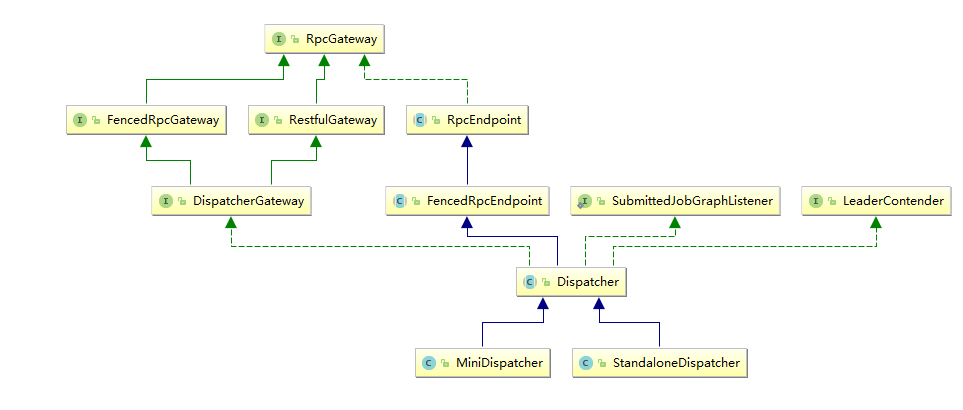 I RpcGateway
I FencedRpcGateway
I RestfulGateway
C RpcEndpoint
I DispatcherGateway
C FencedRpcEndpoint
I SubmittedJobGraphListener
I LeaderContender
C Dispatcher
C MiniDispatcher
C StandaloneDispatcher